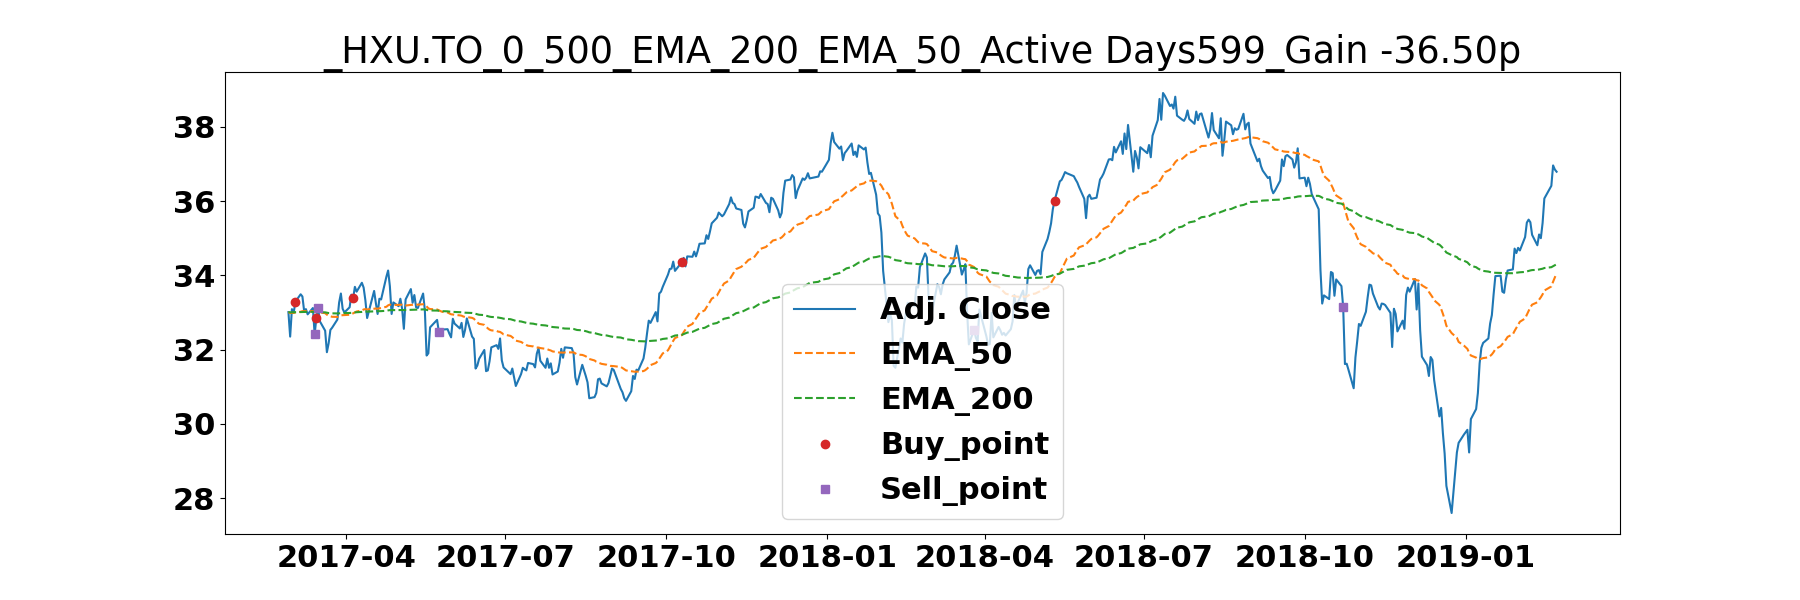 _HXU.TO_0_500_EMA_200_EMA_50_Active Days599_Gain -36.50p
38
36
34
32
30
28
Adj. Close
EMA_50
EMA_200
Buy_point
Sell_point
2017-04 2017-07 2017-10 2018-01 2018-04 2018-07 2018-10 2019-01